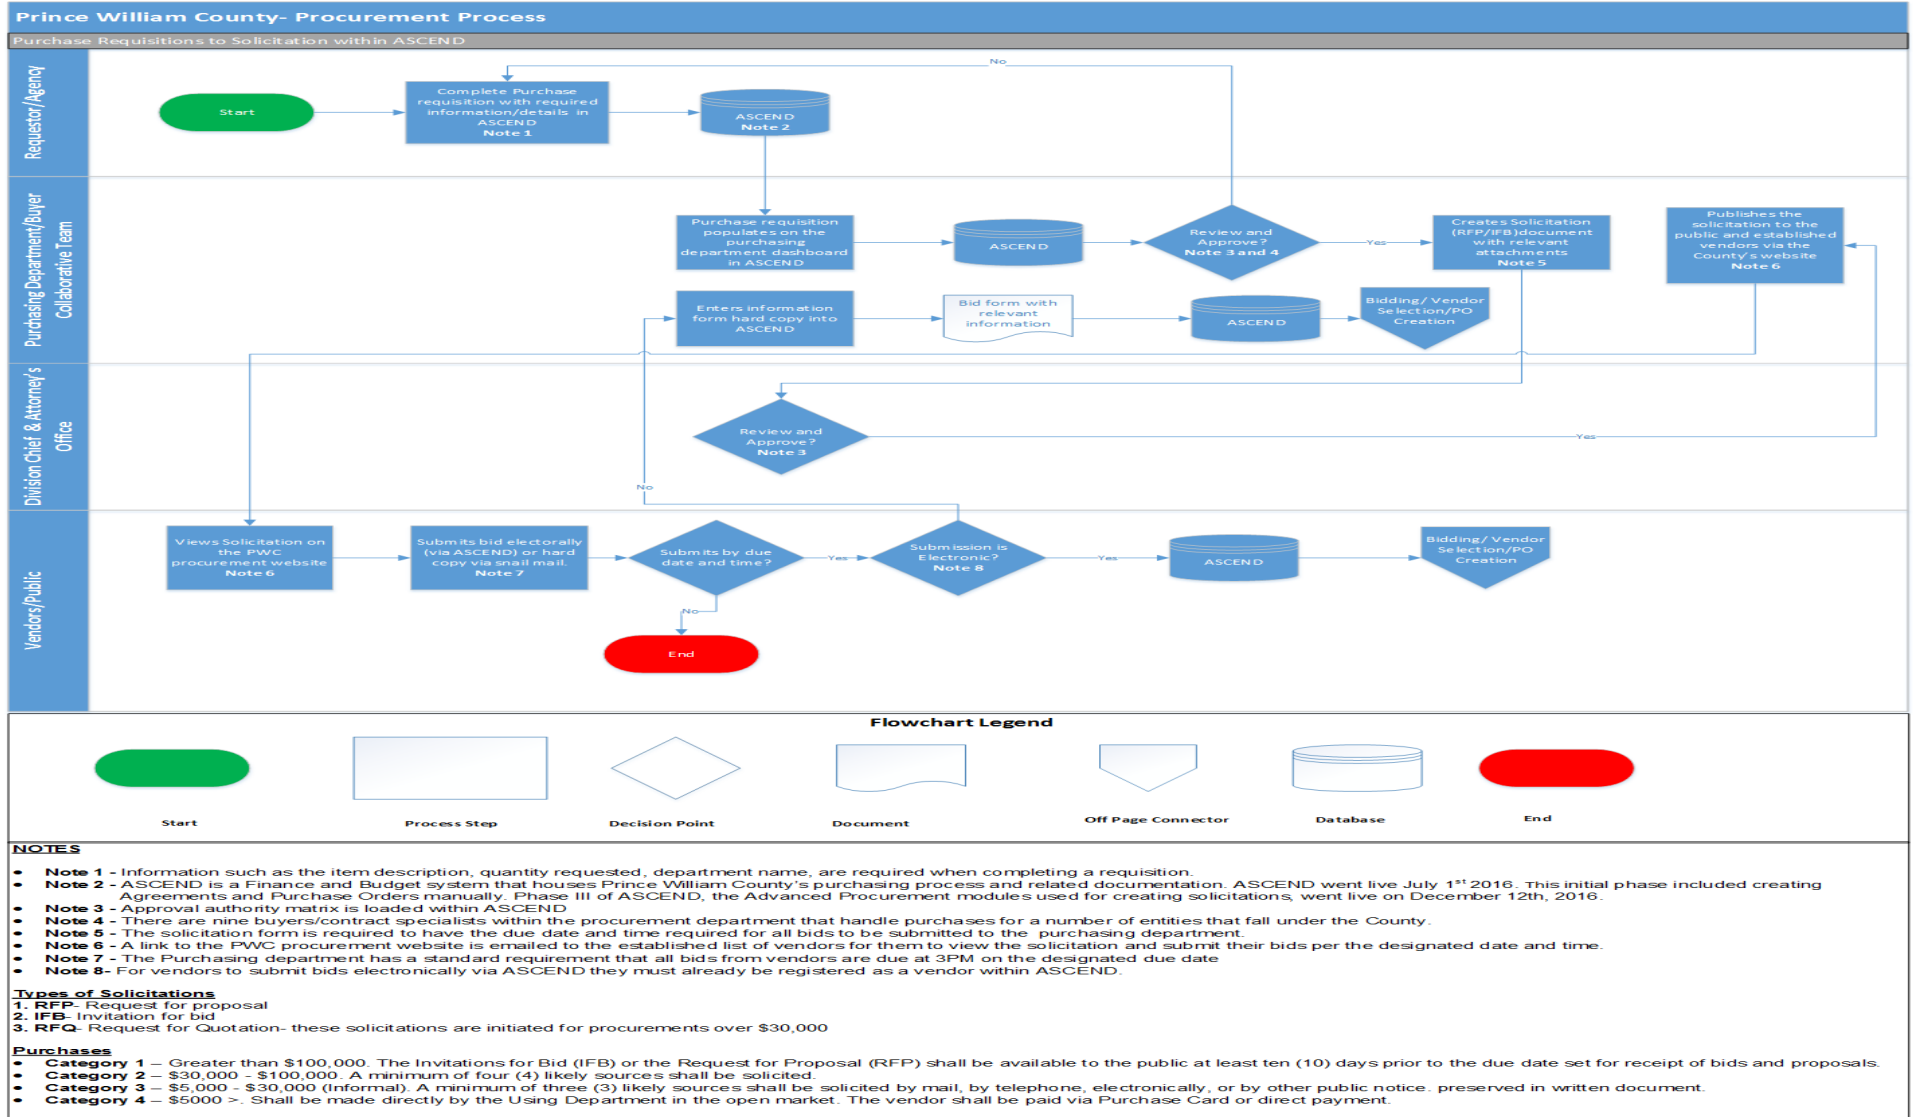 Prince William County- Procurement Process
Purchase Requisitions to Solicitation within ASCEND
Requestor/Agency
No
Start
Complete Purchase
requisition with required
information/details in
ASCEND
Note 1
ASCEND
Note 2
Purchasing Department/Buyer
Collaborative Team
Purchase requisition
populates on the
purchasing
department dashboard
in ASCEND
ASCEND
Review and
Approve?
Note 3 and 4
Yes
Creates Solicitation
(RFP/IFB)document
with relevant
attachments
Note 5
Publishes the
solicitation to the
public and established
vendors via the
County's website
Note 6
Enters information
form hard copy into
ASCEND
Bid form with
relevant
information
ASCEND
Bidding/ Vendor
Selection/PO
Creation
Division Chief & Attorney's
Office
Review and
Approve?
Note 3
Yes
No
Vendors/Public
Views Solicitation on
the PWC
procurement website
Note 6
Submits bid electorally
(via ASCEND) or hard
copy via snail mail.
Note 7
Submits by due
date and time?
Yes
Submission is
Electronic?
Note 8
Yes
ASCEND
Bidding/ Vendor
Selection/PO
Creation
No
End
Flowchart Legend
Start
Process Step
Decision Point
Document
Off Page Connector
Database
End
NOTES
• Note 1 - Information such as the item description, quantity requested, department name, are required when completing a requisition.
• Note 2 - ASCEND is a Finance and Budget system that houses Prince William County's purchasing process and related documentation. ASCEND went live July 1st 2016. This initial phase included creating
Agreements and Purchase Orders manually. Phase III of ASCEND, the Advanced Procurement modules used for creating solicitations, went live on December 12th, 2016.
• Note 3 - Approval authority matrix is loaded within ASCEND
• Note 4 - There are nine buyers/contract specialists within the procurement department that handle purchases for a number of entities that fall under the County.
• Note 5 - The solicitation form is required to have the due date and time required for all bids to be submitted to the purchasing department.
• Note 6 - A link to the PWC procurement website is emailed to the established list of vendors for them to view the solicitation and submit their bids per the designated date and time.
• Note 7 - The Purchasing department has a standard requirement that all bids from vendors are due at 3PM on the designated due date
• Note 8- For vendors to submit bids electronically via ASCEND they must already be registered as a vendor within ASCEND.
Types of Solicitations
1. RFP- Request for proposal
2. IFB- Invitation for bid
3. RFQ- Request for Quotation- these solicitations are initiated for procurements over $30,000
Purchases
• Category 1 – Greater than $100,000. The Invitations for Bid (IFB) or the Request for Proposal (RFP) shall be available to the public at least ten (10) days prior to the due date set for receipt of bids and proposals.
• Category 2 – $30,000 - $100,000. A minimum of four (4) likely sources shall be solicited.
• Category 3 – $5,000 - $30,000 (Informal). A minimum of three (3) likely sources shall be solicited by mail, by telephone, electronically, or by other public notice. preserved in written document.
• Category 4 – $5000 >. Shall be made directly by the Using Department in the open market. The vendor shall be paid via Purchase Card or direct payment.